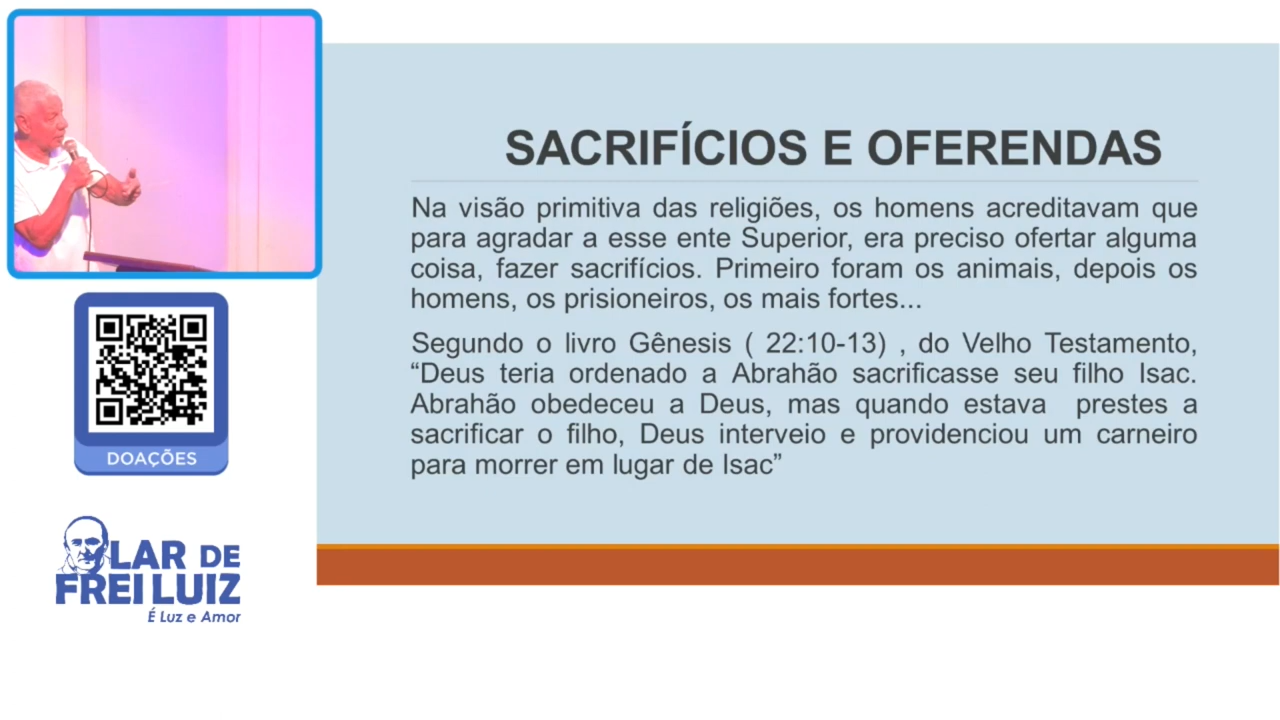 SACRIFÍCIOS E OFERENDAS
Na visão primitiva das religiões, os homens acreditavam que
para agradar a esse ente Superior, era preciso ofertar alguma
coisa, fazer sacrifícios. Primeiro foram os animais, depois os
homens, os prisioneiros, os mais fortes...
Segundo o livro Gênesis ( 22:10-13) , do Velho Testamento,
“Deus teria ordenado a Abrahão sacrificasse seu filho Isac.
Abrahão obedeceu a Deus, mas quando estava prestes a
sacrificar o filho, Deus interveio e providenciou um carneiro
para morrer em lugar de Isac”
DOAÇÕES
LAR DE
FREI LUIZ
É Luz e Amor